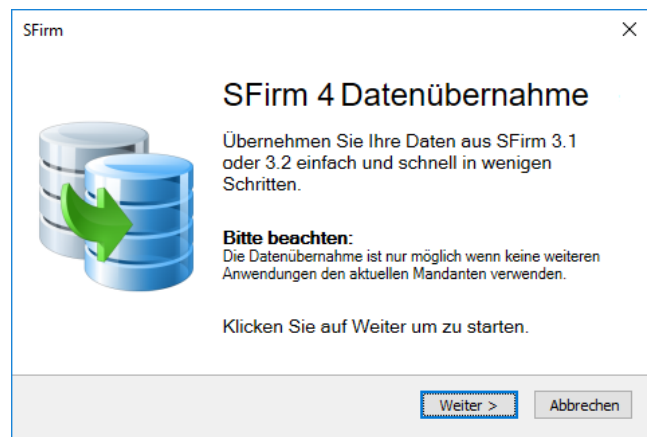 SFirm
SFirm 4 Datenübernahme
Übernehmen Sie Ihre Daten aus SFirm 3.1
oder 3.2 einfach und schnell in wenigen
Schritten.
Bitte beachten:
Die Datenübernahme ist nur möglich wenn keine weiteren
Anwendungen den aktuellen Mandanten verwenden.
Klicken Sie auf Weiter um zu starten.
Weiter >
Abbrechen